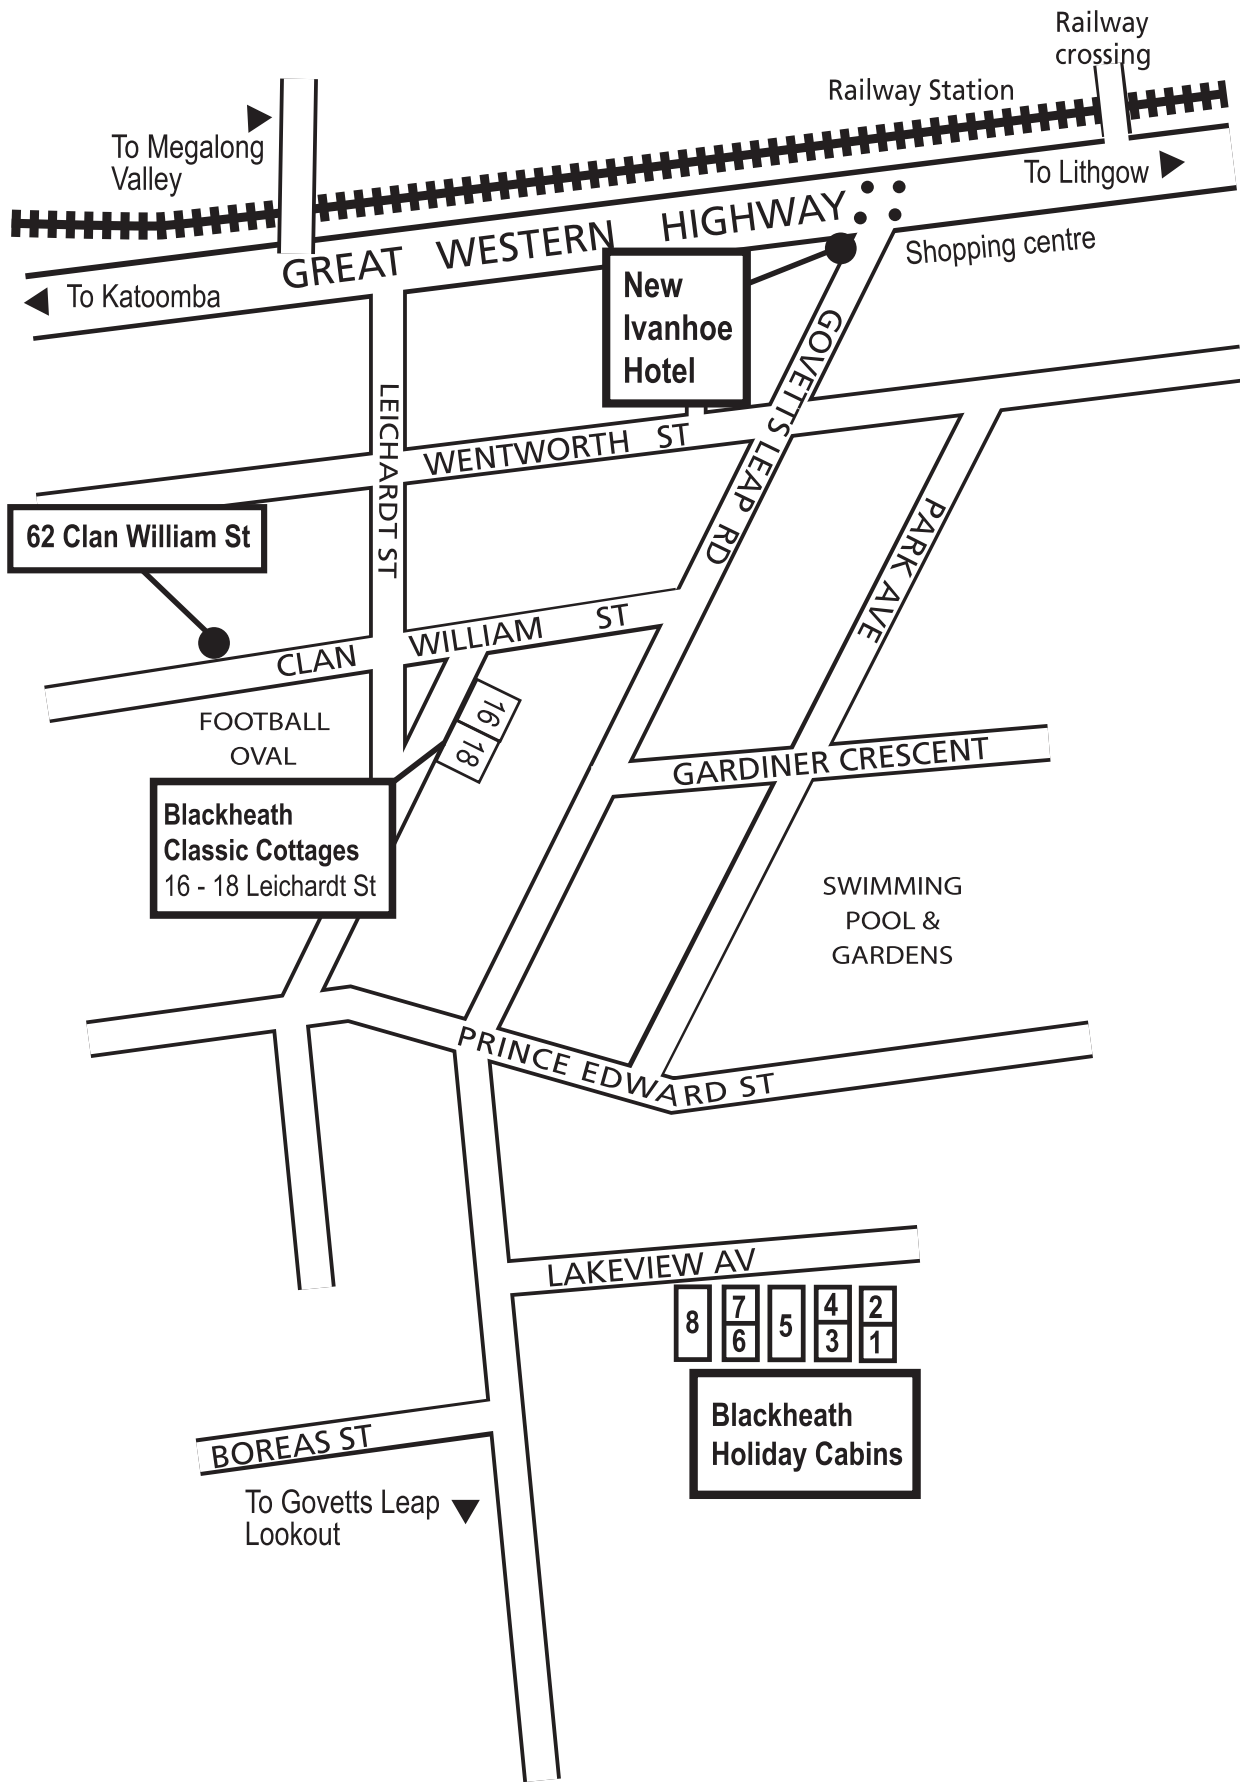 Railway
crossing
Railway Station
To Megalong
Valley
To Lithgow
GREAT WESTERN HIGHWAY
Shopping centre
To Katoomba
New
Ivanhoe
Hotel
GOVETTS LEAP RD
LEICHARDT ST
WENTWORTH ST
PARK AVE
62 Clan William St
CLAN WILLIAM ST
FOOTBALL
OVAL
16
18
GARDINER CRESCENT
Blackheath
Classic Cottages
16 - 18 Leichardt St
SWIMMING
POOL &
GARDENS
PRINCE EDWARD ST
LAKEVIEW AV
8 7 5 4 2
6 3 1
Blackheath
Holiday Cabins
BOREAS ST
To Govetts Leap
Lookout